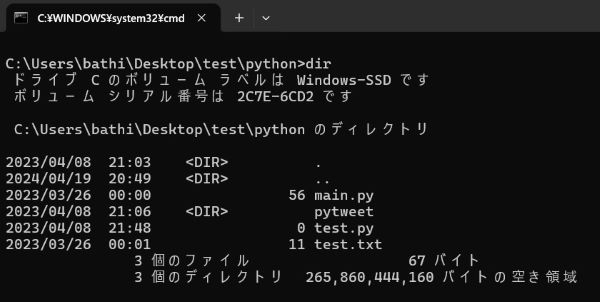 C:¥WINDOWS¥system32¥cmd
C:\Users\bathi\Desktop\test\python>dir
ドライブ C のボリューム ラベルは Windows-SSD です
ボリューム シリアル番号は 2C7E-6CD2 です
C:\Users\bathi\Desktop\test\python のディレクトリ
2023/04/08  21:03    <DIR>          .
2024/04/19  20:49    <DIR>          ..
2023/03/26  00:00                56 main.py
2023/04/08  21:06    <DIR>          pytweet
2023/04/08  21:48                 0 test.py
2023/03/26  00:01                11 test.txt
3 個のファイル                  67 バイト
3 個のディレクトリ  265,860,444,160 バイトの空き領域